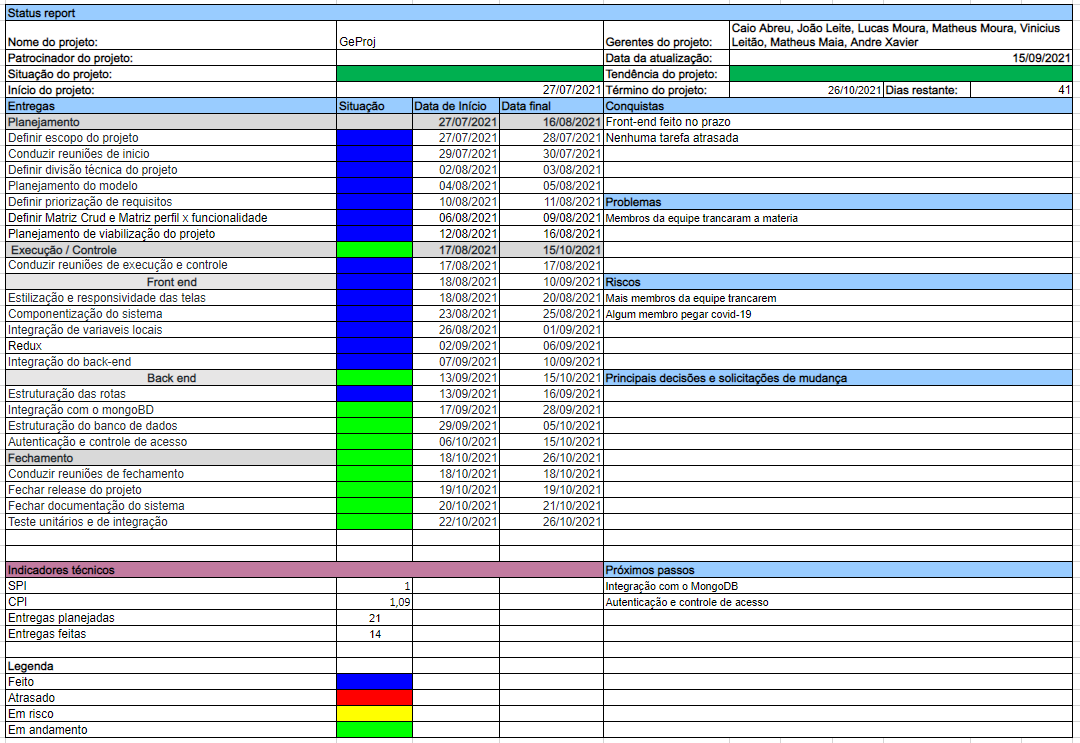 Status report
Nome do projeto: GeProj Gerentes do projeto: Caio Abreu, João Leite, Lucas Moura, Matheus Moura, Vinicius
Leitão, Matheus Maia, Andre Xavier
Patrocinador do projeto: Data da atualização: 15/09/2021
Situação do projeto: Tendência do projeto:
Início do projeto: 27/07/2021 Término do projeto: 26/10/2021 Dias restante: 41
Entregas Situação Data de Início Data final Conquistas
Planejamento 27/07/2021 16/08/2021 Front-end feito no prazo
Definir escopo do projeto 27/07/2021 28/07/2021 Nenhuma tarefa atrasada
Conduzir reuniões de inicio 29/07/2021 30/07/2021
Definir divisão técnica do projeto 02/08/2021 03/08/2021
Planejamento do modelo 04/08/2021 05/08/2021
Definir priorização de requisitos 10/08/2021 11/08/2021 Problemas
Definir Matriz Crud e Matriz perfil x funcionalidade 06/08/2021 09/08/2021 Membros da equipe trancaram a materia
Planejamento de viabilização do projeto 12/08/2021 16/08/2021
Execução / Controle 17/08/2021 15/10/2021
Conduzir reuniões de execução e controle 17/08/2021 17/08/2021
Front end 18/08/2021 10/09/2021 Riscos
Estilização e responsividade das telas 18/08/2021 20/08/2021 Mais membros da equipe trancarem
Componentização do sistema 23/08/2021 25/08/2021 Algum membro pegar covid-19
Integração de variaveis locais 26/08/2021 01/09/2021
Redux 02/09/2021 06/09/2021
Integração do back-end 07/09/2021 10/09/2021
Back end 13/09/2021 15/10/2021 Principais decisões e solicitações de mudança
Estruturação das rotas 13/09/2021 16/09/2021
Integração com o mongoBD 17/09/2021 28/09/2021
Estruturação do banco de dados 29/09/2021 05/10/2021
Autenticação e controle de acesso 06/10/2021 15/10/2021
Fechamento 18/10/2021 26/10/2021
Conduzir reuniões de fechamento 18/10/2021 18/10/2021
Fechar release do projeto 19/10/2021 19/10/2021
Fechar documentação do sistema 20/10/2021 21/10/2021
Teste unitários e de integração 22/10/2021 26/10/2021
Indicadores técnicos Próximos passos
SPI 1 Integração com o MongoDB
CPI 1,09 Autenticação e controle de acesso
Entregas planejadas 21
Entregas feitas 14
Legenda
Feito
Atrasado
Em risco
Em andamento